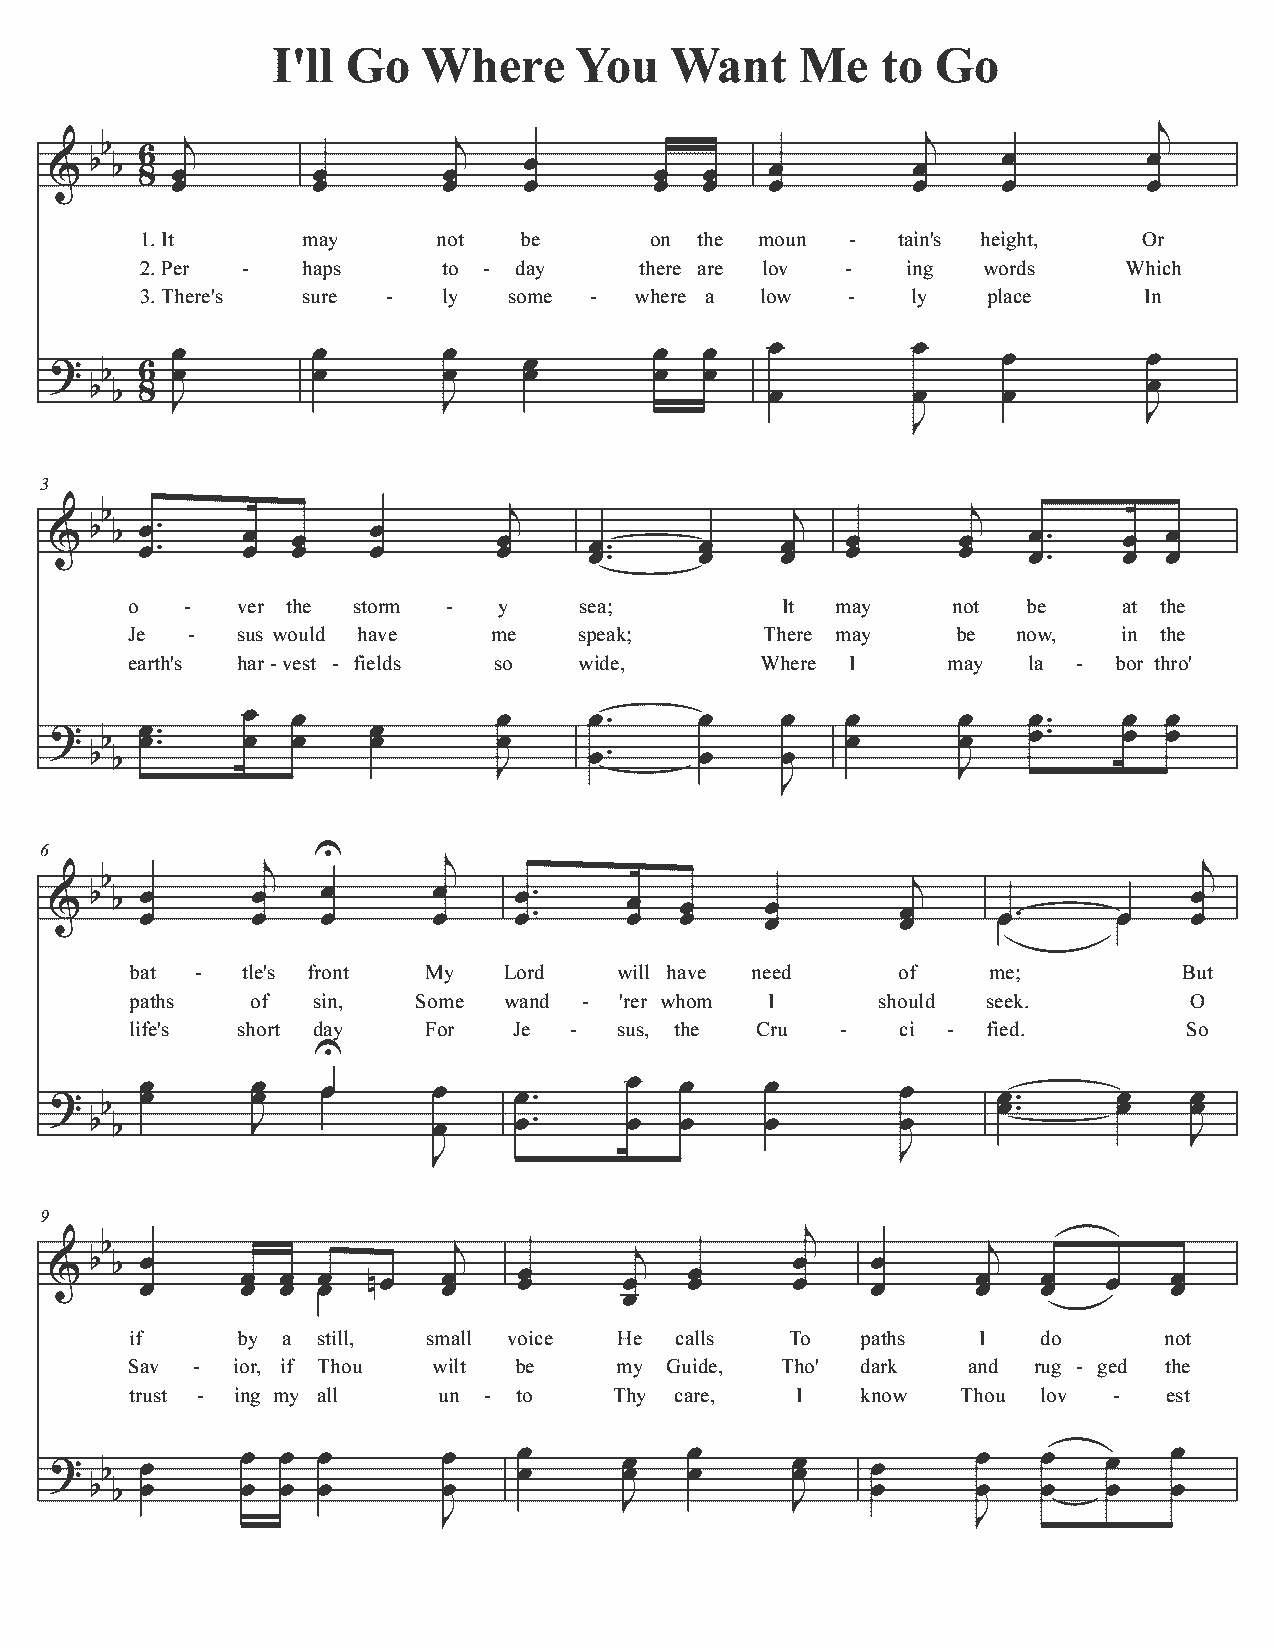 I'll Go Where You Want Me to Go
6
8
1. It may not be on the moun - tain's height, Or
2. Per - haps to - day there are lov - ing words Which
3. There's sure - ly some - where a low - ly place In
6
8
3
o - ver the storm - y sea; It may not be at the
Je - sus would have me speak; There may be now, in the
earth's har - vest - fields so wide, Where I may la - bor thro'
6
bat - tle's front My Lord will have need of me; But
paths of sin, Some wand - 'rer whom I should seek. O
life's short day For Je - sus, the Cru - ci - fied. So
9
if by a still, small voice He calls To paths I do not
Sav - ior, if Thou wilt be my Guide, Tho' dark and rug - ged the
trust - ing my all un - to Thy care, I know Thou lov - est